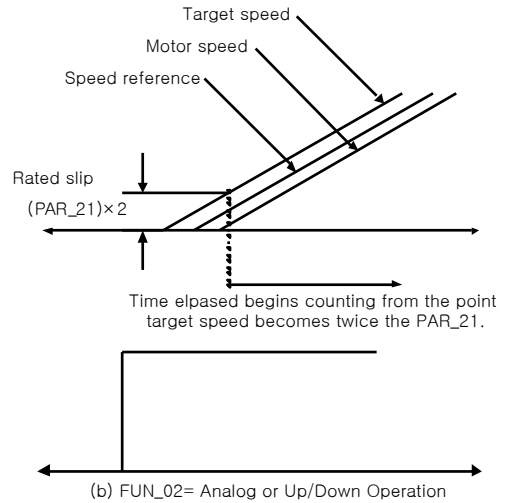 Target speed
Motor speed
Speed reference
Rated slip
(PAR_21)×2
Time elpased begins counting from the point
target speed becomes twice the PAR_21.
(b) FUN_02= Analog or Up/Down Operation